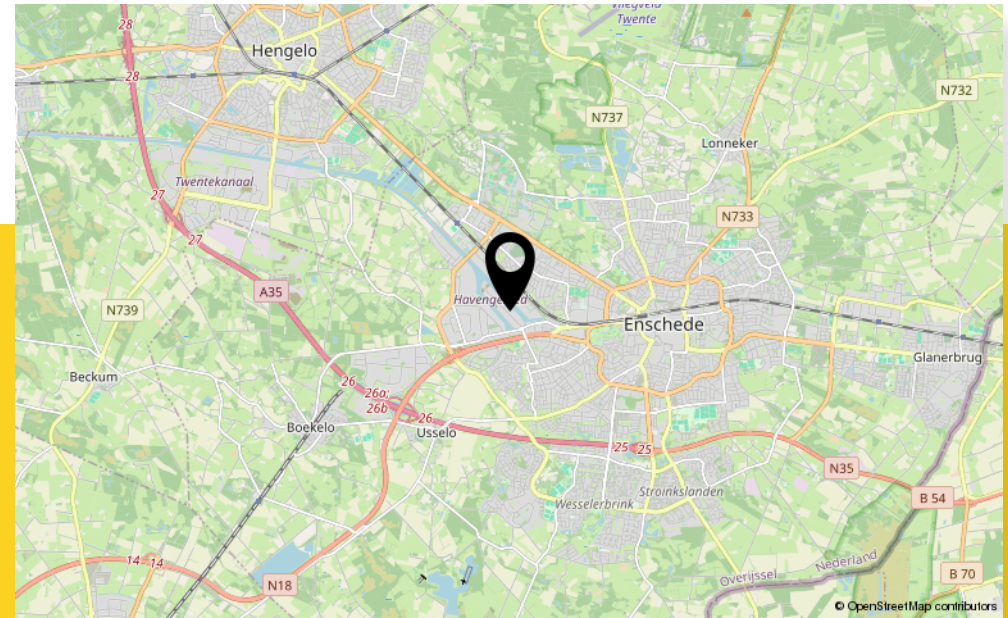 28
Vliegveld
Twente
Hengelo
28
N732
N737
Lonneker
Twentekanaal
27
N733
27
A35
Havengebied
N739
Enschede
Glanerbrug
Beckum
26
26a;
26b
26
Boekelo
Usselo
25
25
N35
Stroinkslanden
B 54
Wesselerbrink
14
14
Nederland
Overijssel
B 70
N18
© OpenStreetMap contributors